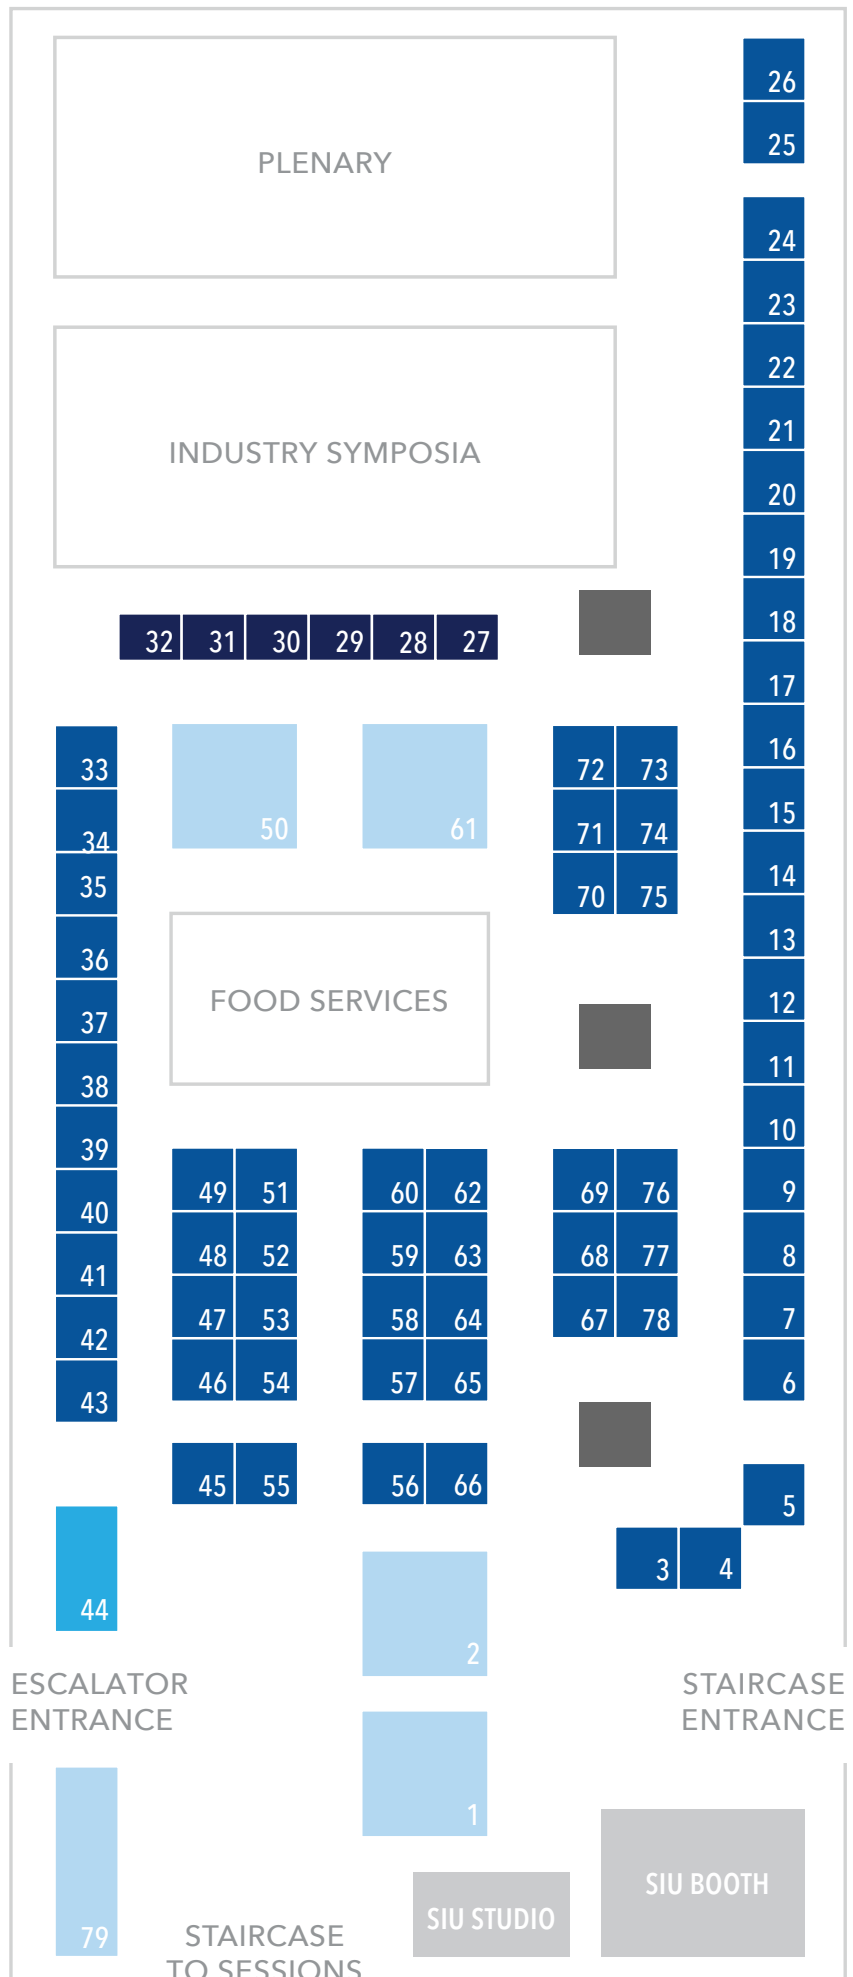 26
PLENARY
25
24
23
22
21
INDUSTRY SYMPOSIA
20
19
18
32 31 30 29 28 27
17
16
33 72 73
15
50 61 71 74
34
14
35 70 75
13
36
FOOD SERVICES
12
37
11
38
10
39
49 51 60 62 69 76 9
40
48 52 59 63 68 77 8
41
47 53 58 64 67 78 7
42
46 54 57 65 6
43
45 55 56 66
5
3 4
44
2
ESCALATOR
ENTRANCE
STAIRCASE
ENTRANCE
1
SIU BOOTH
SIU STUDIO
79
STAIRCASE
TO SESSIONS